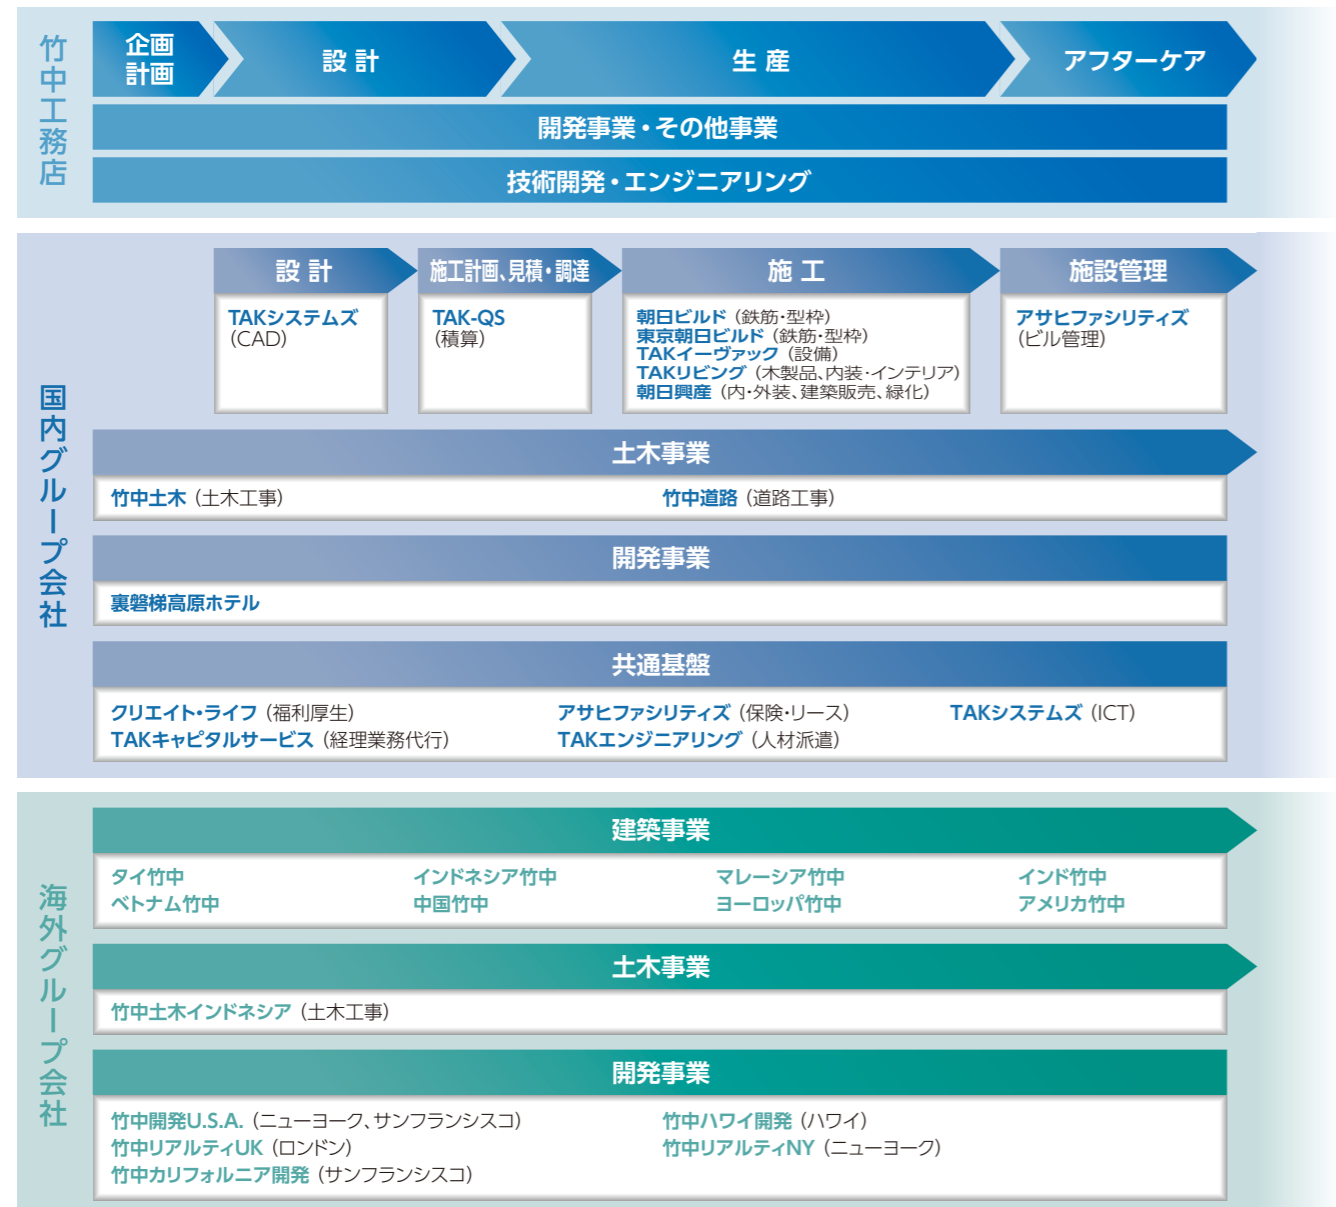 竹中工務店
企画
計画
設計
生産
アフターケア
開発事業・その他事業
技術開発・エンジニアリング
国内グループ会社
設計
施工計画、見積・調達
施工
施設管理
TAKシステムズ
(CAD)
TAK-QS
(積算)
朝日ビルド (鉄筋・型枠)
東京朝日ビルド (鉄筋・型枠)
TAKイーヴァック (設備)
TAKリビング (木製品、内装・インテリア)
朝日興産 (内・外装、建築販売、緑化)
アサヒファシリティズ
(ビル管理)
土木事業
竹中土木 (土木工事)
竹中道路 (道路工事)
開発事業
裏磐梯高原ホテル
共通基盤
クリエイト・ライフ (福利厚生)
アサヒファシリティズ (保険・リース)
TAKシステムズ (ICT)
TAKキャピタルサービス (経理業務代行)
TAKエンジニアリング (人材派遣)
海外グループ会社
建築事業
タイ竹中
インドネシア竹中
マレーシア竹中
インド竹中
ベトナム竹中
中国竹中
ヨーロッパ竹中
アメリカ竹中
土木事業
竹中土木インドネシア (土木工事)
開発事業
竹中開発U.S.A. (ニューヨーク、サンフランシスコ)
竹中ハワイ開発 (ハワイ)
竹中リアルティUK (ロンドン)
竹中リアルティNY (ニューヨーク)
竹中カリフォルニア開発 (サンフランシスコ)